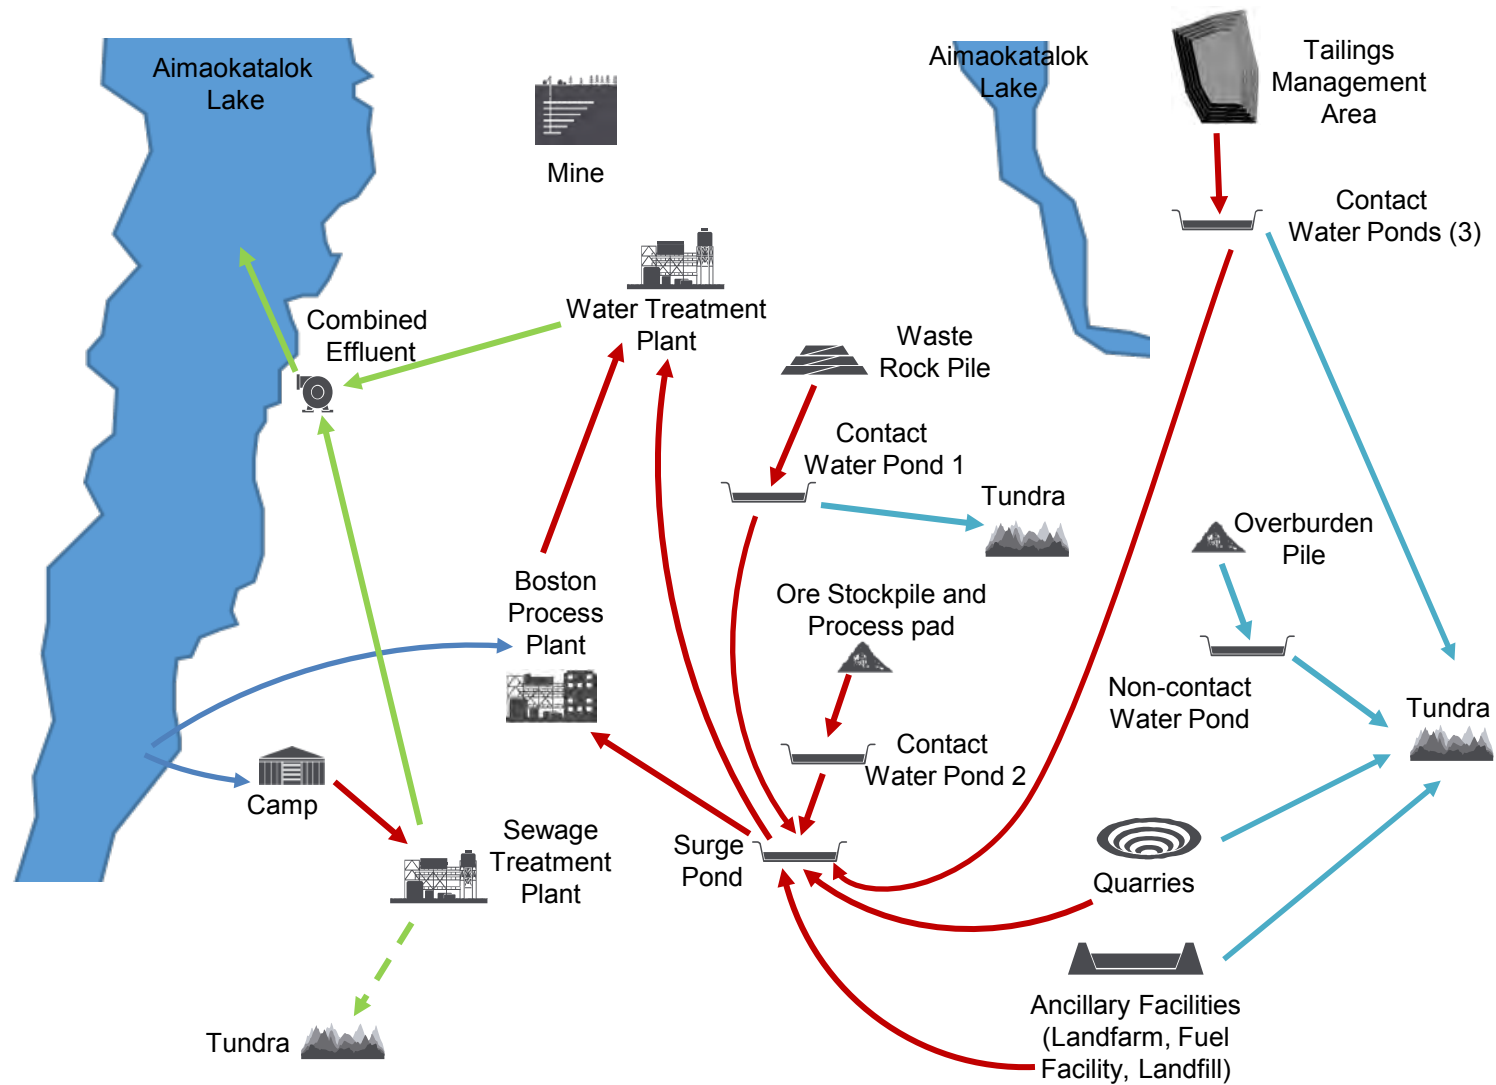 Aimaokatalok
Lake
Mine
Aimaokatalok
Lake
Tailings
Management
Area
Contact
Water Ponds (3)
Water Treatment
Plant
Combined
Effluent
Waste
Rock Pile
Contact
Water Pond 1
Tundra
Overburden
Pile
Boston
Process
Plant
Ore Stockpile and
Process pad
Non-contact
Water Pond
Tundra
Contact
Water Pond 2
Camp
Sewage
Treatment
Plant
Surge
Pond
Quarries
Ancillary Facilities
(Landfarm, Fuel
Facility, Landfill)
Tundra